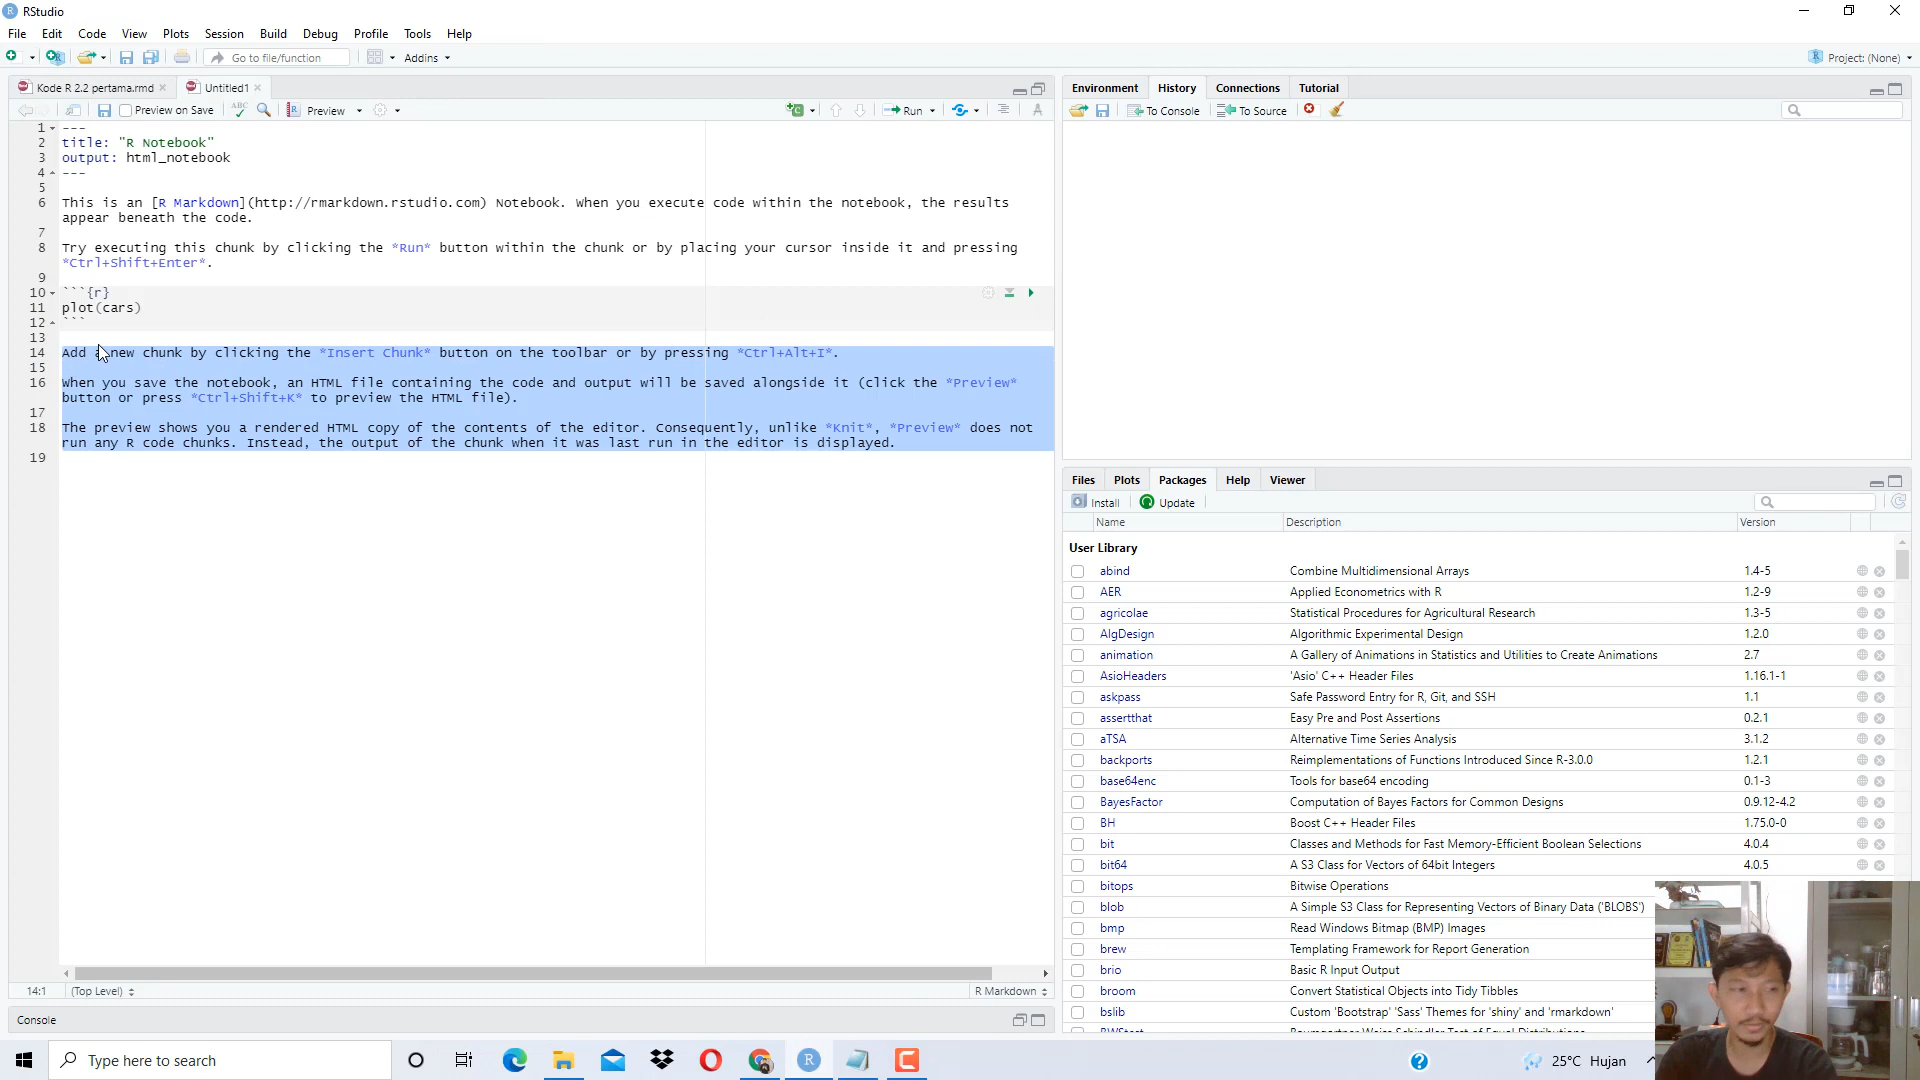 RStudio
File Edit Code View Plots Session Build Debug Profile Tools Help
Go to file/function Addins Project: (None)
Kode R 2.2 pertama.rmd Untitled1
Preview on Save ABC Preview Run
1 ---
2 title: "R Notebook"
3 output: html_notebook
4 ---
5
6 This is an [R Markdown](http://rmarkdown.rstudio.com) Notebook. When you execute code within the notebook, the results
appear beneath the code.
7
8 Try executing this chunk by clicking the *Run* button within the chunk or by placing your cursor inside it and pressing
*Ctrl+Shift+Enter*.
9
10 ```{r}
11 plot(cars)
12 ```
13
14 Add a new chunk by clicking the *Insert Chunk* button on the toolbar or by pressing *Ctrl+Alt+I*.
15
16 When you save the notebook, an HTML file containing the code and output will be saved alongside it (click the *Preview*
button or press *Ctrl+Shift+K* to preview the HTML file).
17
18 The preview shows you a rendered HTML copy of the contents of the editor. Consequently, unlike *Knit*, *Preview* does not
run any R code chunks. Instead, the output of the chunk when it was last run in the editor is displayed.
19
14:1 (Top Level) R Markdown
Console
Environment History Connections Tutorial
To Console To Source
Files Plots Packages Help Viewer
Install Update
Name Description Version
User Library
abind Combine Multidimensional Arrays 1.4-5
AER Applied Econometrics with R 1.2-9
agricolae Statistical Procedures for Agricultural Research 1.3-5
AlgDesign Algorithmic Experimental Design 1.2.0
animation A Gallery of Animations in Statistics and Utilities to Create Animations 2.7
AsioHeaders 'Asio' C++ Header Files 1.16.1-1
askpass Safe Password Entry for R, Git, and SSH 1.1
assertthat Easy Pre and Post Assertions 0.2.1
aTSA Alternative Time Series Analysis 3.1.2
backports Reimplementations of Functions Introduced Since R-3.0.0 1.2.1
base64enc Tools for base64 encoding 0.1-3
BayesFactor Computation of Bayes Factors for Common Designs 0.9.12-4.2
BH Boost C++ Header Files 1.75.0-0
bit Classes and Methods for Fast Memory-Efficient Boolean Selections 4.0.4
bit64 A S3 Class for Vectors of 64bit Integers 4.0.5
bitops Bitwise Operations
blob A Simple S3 Class for Representing Vectors of Binary Data ('BLOBS')
bmp Read Windows Bitmap (BMP) Images
brew Templating Framework for Report Generation
brio Basic R Input Output
broom Convert Statistical Objects into Tidy Tibbles
bslib Custom 'Bootstrap' 'Sass' Themes for 'shiny' and 'rmarkdown'
Type here to search
25°C Hujan